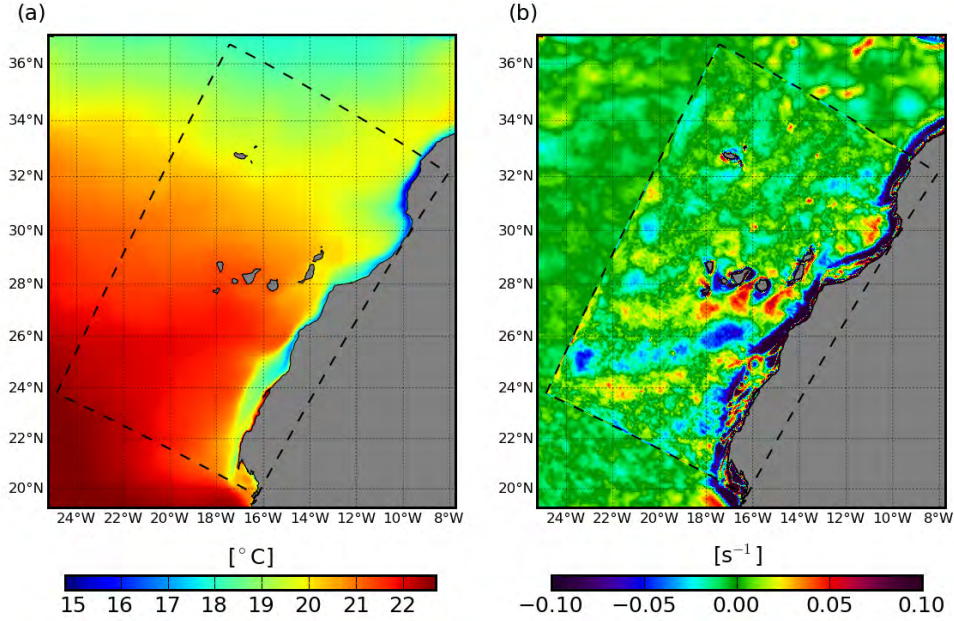 (a) (b)
36°N 36°N
34°N 34°N
32°N 32°N
30°N 30°N
28°N 28°N
26°N 26°N
24°N 24°N
22°N 22°N
20°N 20°N
24°W 22°W 20°W 18°W 16°W 14°W 12°W 10°W 8°W 24°W 22°W 20°W 18°W 16°W 14°W 12°W 10°W 8°W
[°C] [s⁻¹]
15 16 17 18 19 20 21 22 −0.10 −0.05 0.00 0.05 0.10